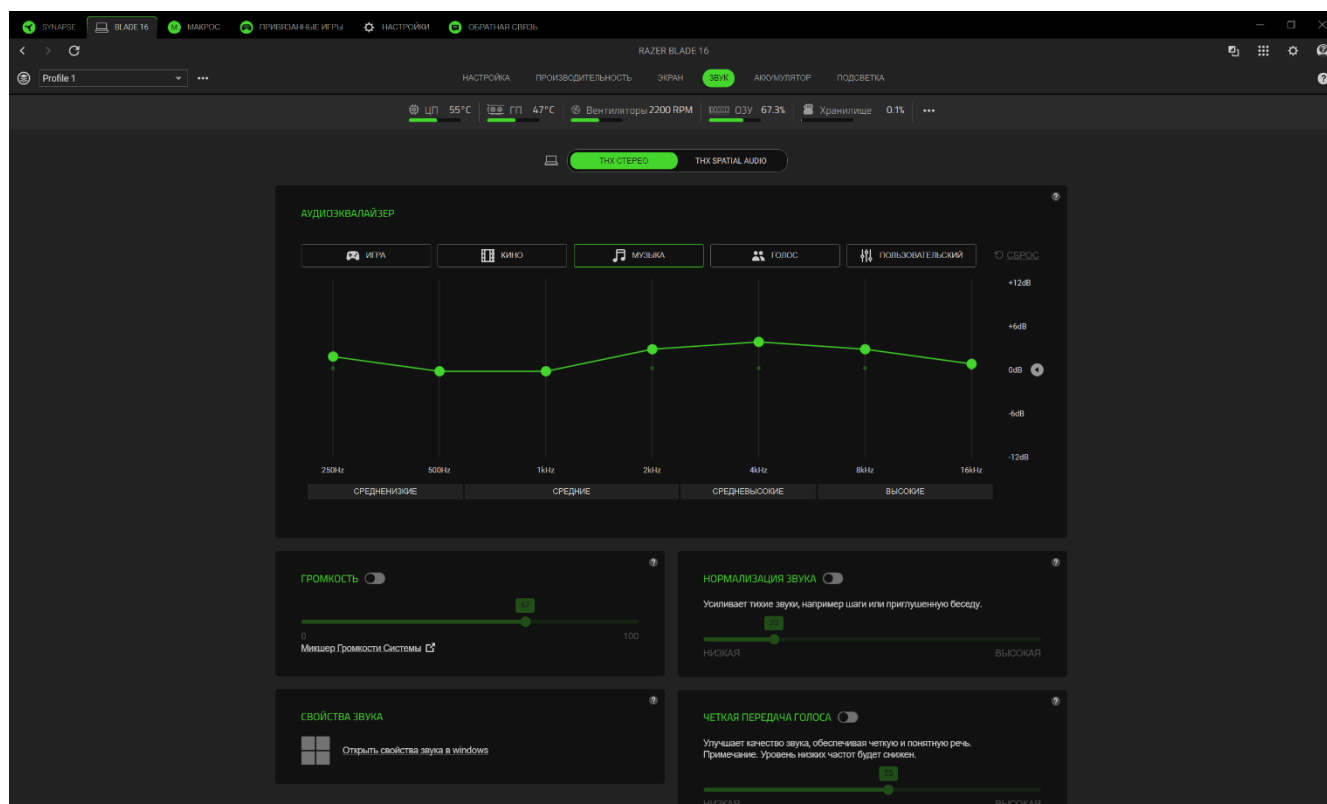 SYNAPSE BLADE 16 МАКРОС ПРИВЯЗАННЫЕ ИГРЫ НАСТРОЙКИ ОБРАТНАЯ СВЯЗЬ
RAZER BLADE 16
Profile 1 НАСТРОЙКА ПРОИЗВОДИТЕЛЬНОСТЬ ЭКРАН ЗВУК АККУМУЛЯТОР ПОДСВЕТКА
ЦП 55°C ГП 47°C Вентиляторы 2200 RPM ОЗУ 67.3% Хранилище 0.1%
THX СТЕРЕО THX SPATIAL AUDIO
АУДИОЭКВАЛАЙЗЕР
ИГРА КИНО МУЗЫКА ГОЛОС ПОЛЬЗОВАТЕЛЬСКИЙ СБРОС
+12dB
+6dB
0dB
-6dB
-12dB
250Hz 500Hz 1kHz 2kHz 4kHz 8kHz 16kHz
СРЕДНЕНИЗКИЕ СРЕДНИЕ СРЕДНЕВЫСОКИЕ ВЫСОКИЕ
ГРОМКОСТЬ
67
0 100
Микшер Громкости Системы
НОРМАЛИЗАЦИЯ ЗВУКА
Усиливает тихие звуки, например шаги или приглушенную беседу.
20
НИЗКАЯ ВЫСОКАЯ
СВОЙСТВА ЗВУКА
Открыть свойства звука в windows
ЧЕТКАЯ ПЕРЕДАЧА ГОЛОСА
Улучшает качество звука, обеспечивая четкую и понятную речь.
Примечание. Уровень низких частот будет снижен.
НИЗКАЯ ВЫСОКАЯ